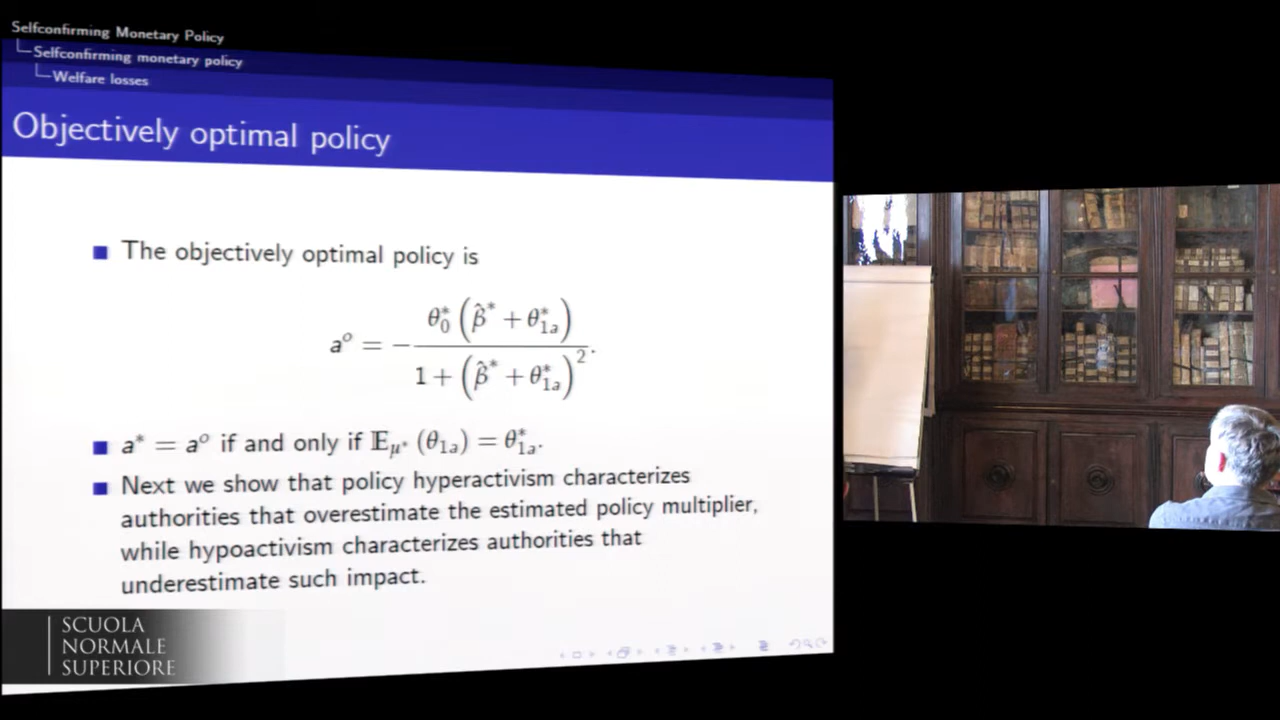 Selfconfirming Monetary Policy
Selfconfirming monetary policy
Welfare losses
Objectively optimal policy
The objectively optimal policy is
a^o = − θ_0^* (β̂^* + θ_{1a}^*) / (1 + (β̂^* + θ_{1a}^*)^2).
a^* = a^o if and only if 𝔼_{μ^*} (θ_{1a}) = θ_{1a}^*.
Next we show that policy hyperactivism characterizes
authorities that overestimate the estimated policy multiplier,
while hypoactivism characterizes authorities that
underestimate such impact.
SCUOLA
NORMALE
SUPERIORE